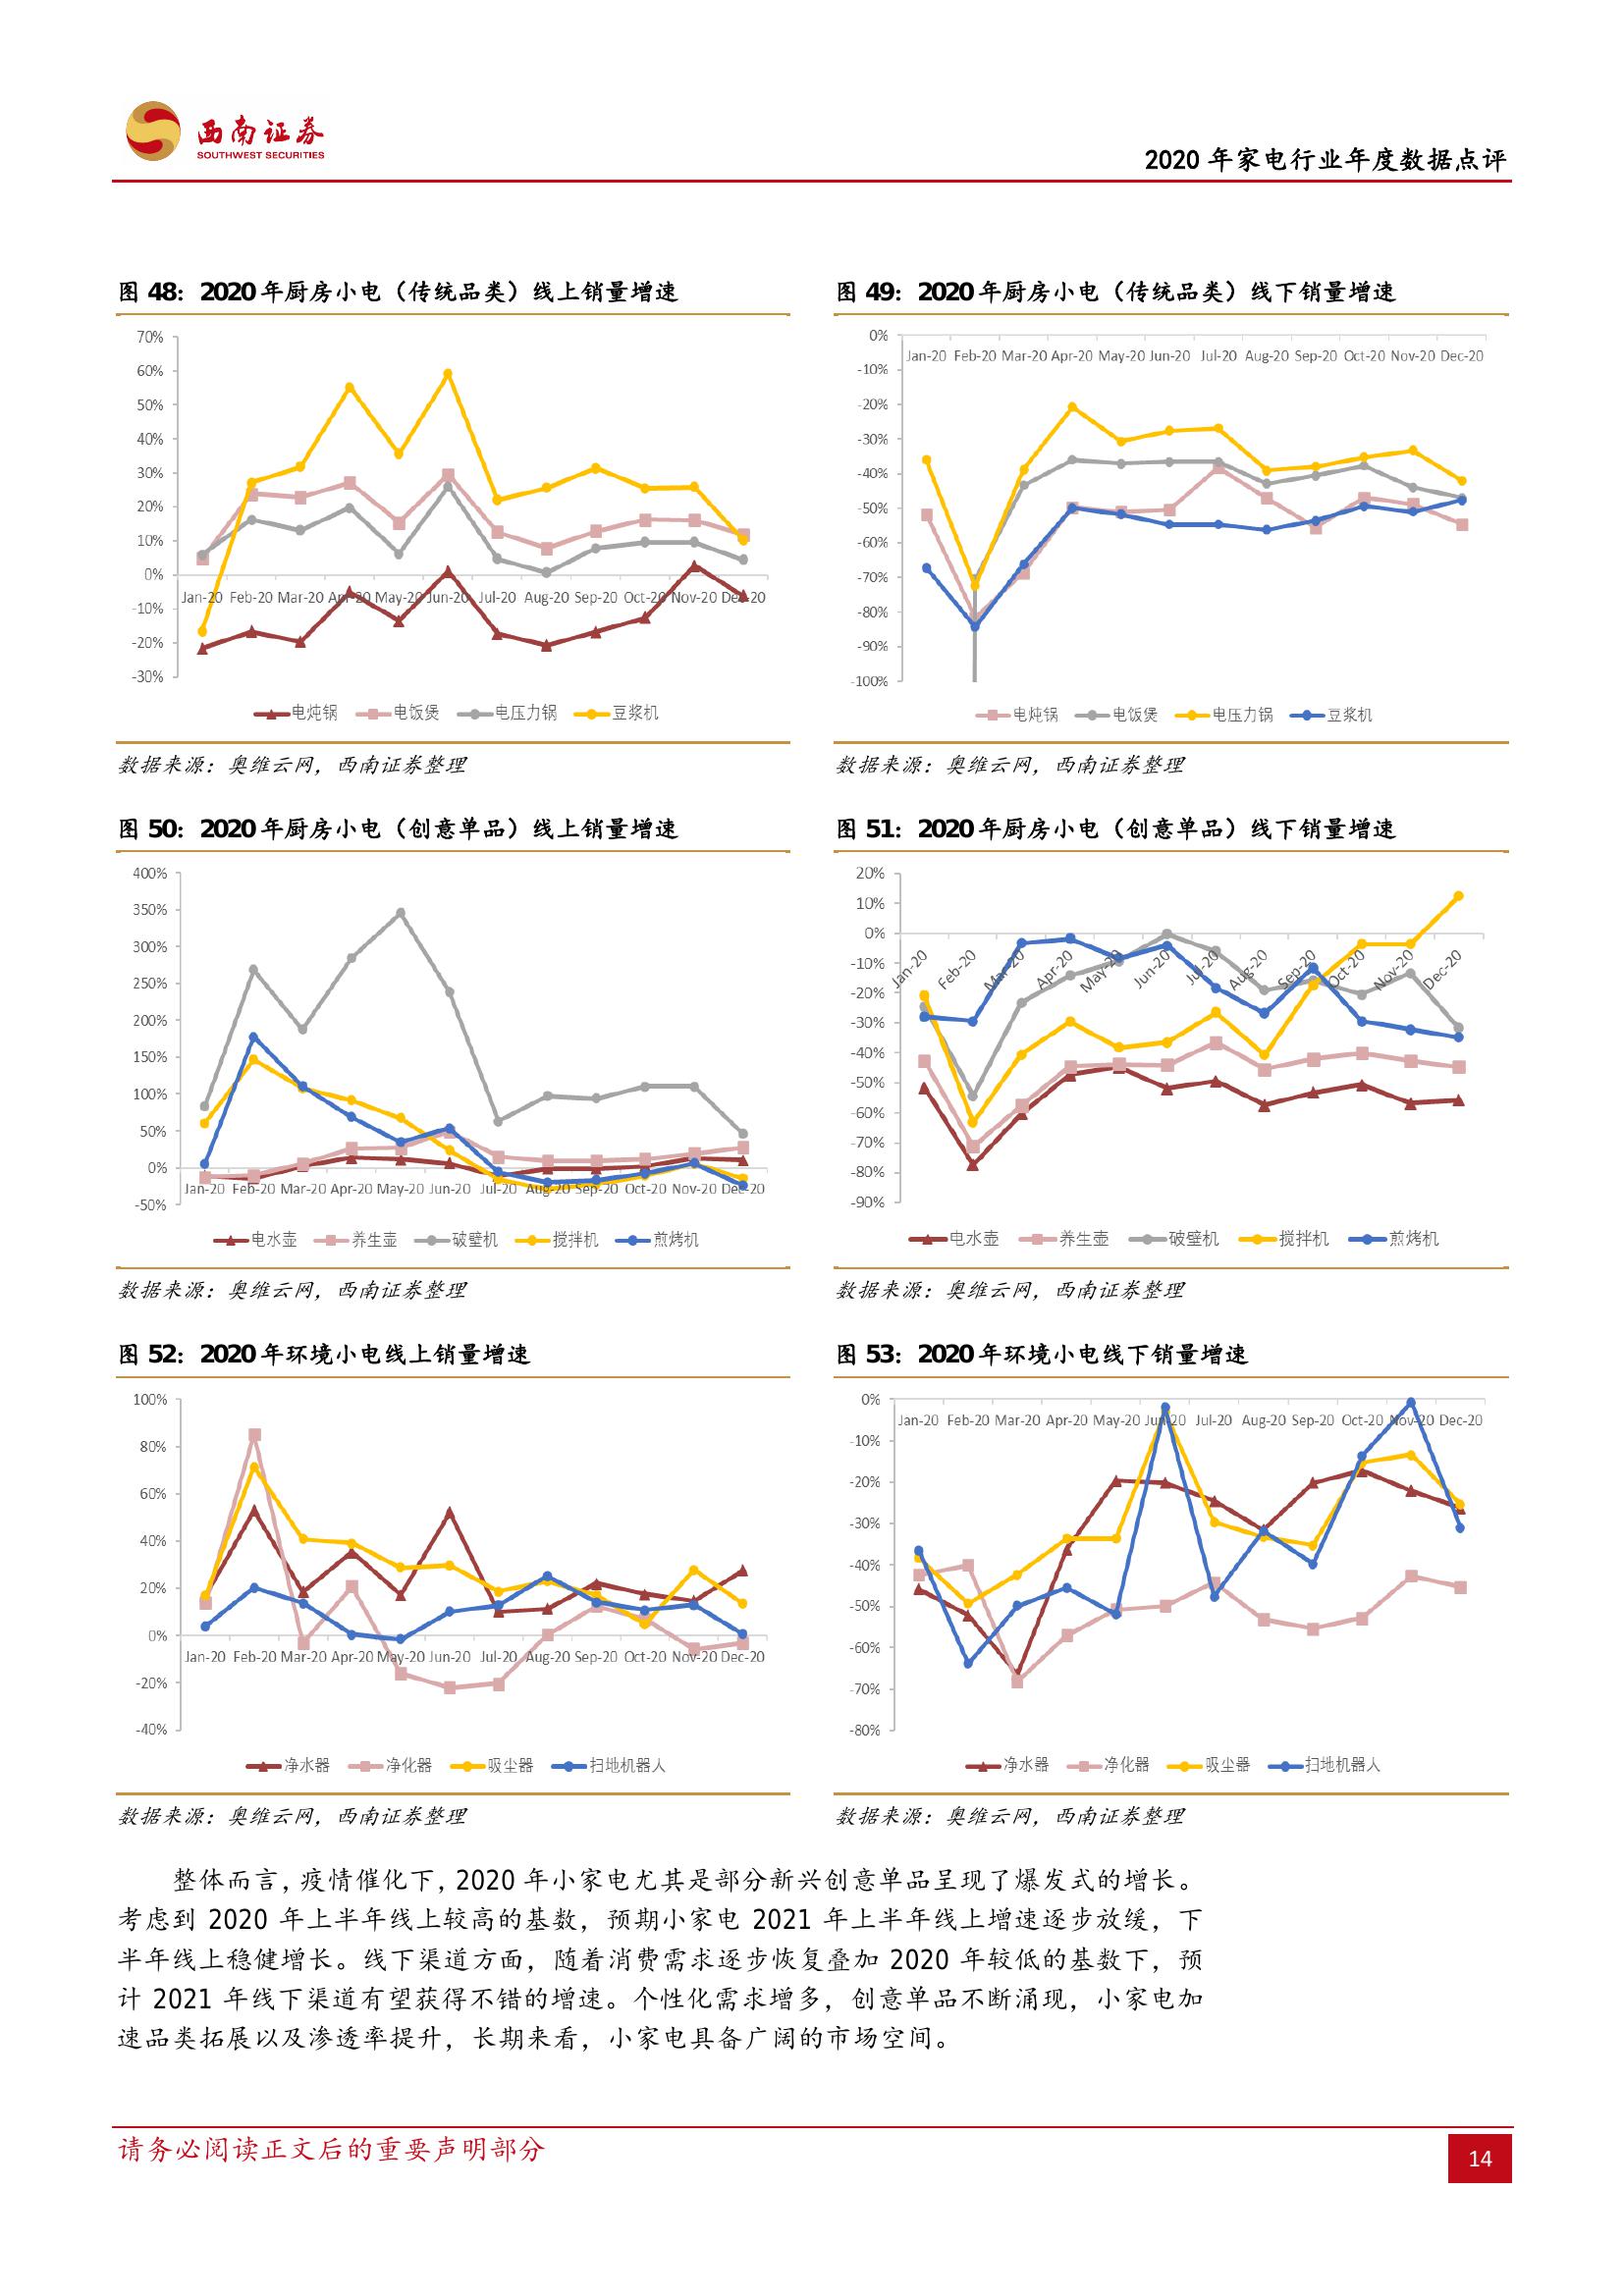 西南证券
SOUTHWEST SECURITIES
2020 年家电行业年度数据点评
图 48：2020 年厨房小电（传统品类）线上销量增速
70%
60%
50%
40%
30%
20%
10%
0%
-10%
-20%
-30%
Jan-20 Feb-20 Mar-20 Apr-20 May-20 Jun-20 Jul-20 Aug-20 Sep-20 Oct-20 Nov-20 Dec-20
电炖锅 电饭煲 电压力锅 豆浆机
数据来源：奥维云网，西南证券整理
图 49：2020 年厨房小电（传统品类）线下销量增速
0%
-10%
-20%
-30%
-40%
-50%
-60%
-70%
-80%
-90%
-100%
Jan-20 Feb-20 Mar-20 Apr-20 May-20 Jun-20 Jul-20 Aug-20 Sep-20 Oct-20 Nov-20 Dec-20
电炖锅 电饭煲 电压力锅 豆浆机
数据来源：奥维云网，西南证券整理
图 50：2020 年厨房小电（创意单品）线上销量增速
400%
350%
300%
250%
200%
150%
100%
50%
0%
-50%
Jan-20 Feb-20 Mar-20 Apr-20 May-20 Jun-20 Jul-20 Aug-20 Sep-20 Oct-20 Nov-20 Dec-20
电水壶 养生壶 破壁机 搅拌机 煎烤机
数据来源：奥维云网，西南证券整理
图 51：2020 年厨房小电（创意单品）线下销量增速
20%
10%
0%
-10%
-20%
-30%
-40%
-50%
-60%
-70%
-80%
-90%
Jan-20 Feb-20 Mar-20 Apr-20 May-20 Jun-20 Jul-20 Aug-20 Sep-20 Oct-20 Nov-20 Dec-20
电水壶 养生壶 破壁机 搅拌机 煎烤机
数据来源：奥维云网，西南证券整理
图 52：2020 年环境小电线上销量增速
100%
80%
60%
40%
20%
0%
-20%
-40%
Jan-20 Feb-20 Mar-20 Apr-20 May-20 Jun-20 Jul-20 Aug-20 Sep-20 Oct-20 Nov-20 Dec-20
净水器 净化器 吸尘器 扫地机器人
数据来源：奥维云网，西南证券整理
图 53：2020 年环境小电线下销量增速
0%
-10%
-20%
-30%
-40%
-50%
-60%
-70%
-80%
Jan-20 Feb-20 Mar-20 Apr-20 May-20 Jun-20 Jul-20 Aug-20 Sep-20 Oct-20 Nov-20 Dec-20
净水器 净化器 吸尘器 扫地机器人
数据来源：奥维云网，西南证券整理
整体而言，疫情催化下，2020 年小家电尤其是部分新兴创意单品呈现了爆发式的增长。
考虑到 2020 年上半年线上较高的基数，预期小家电 2021 年上半年线上增速逐步放缓，下
半年线上稳健增长。线下渠道方面，随着消费需求逐步恢复叠加 2020 年较低的基数下，预
计 2021 年线下渠道有望获得不错的增速。个性化需求增多，创意单品不断涌现，小家电加
速品类拓展以及渗透率提升，长期来看，小家电具备广阔的市场空间。
请务必阅读正文后的重要声明部分
14